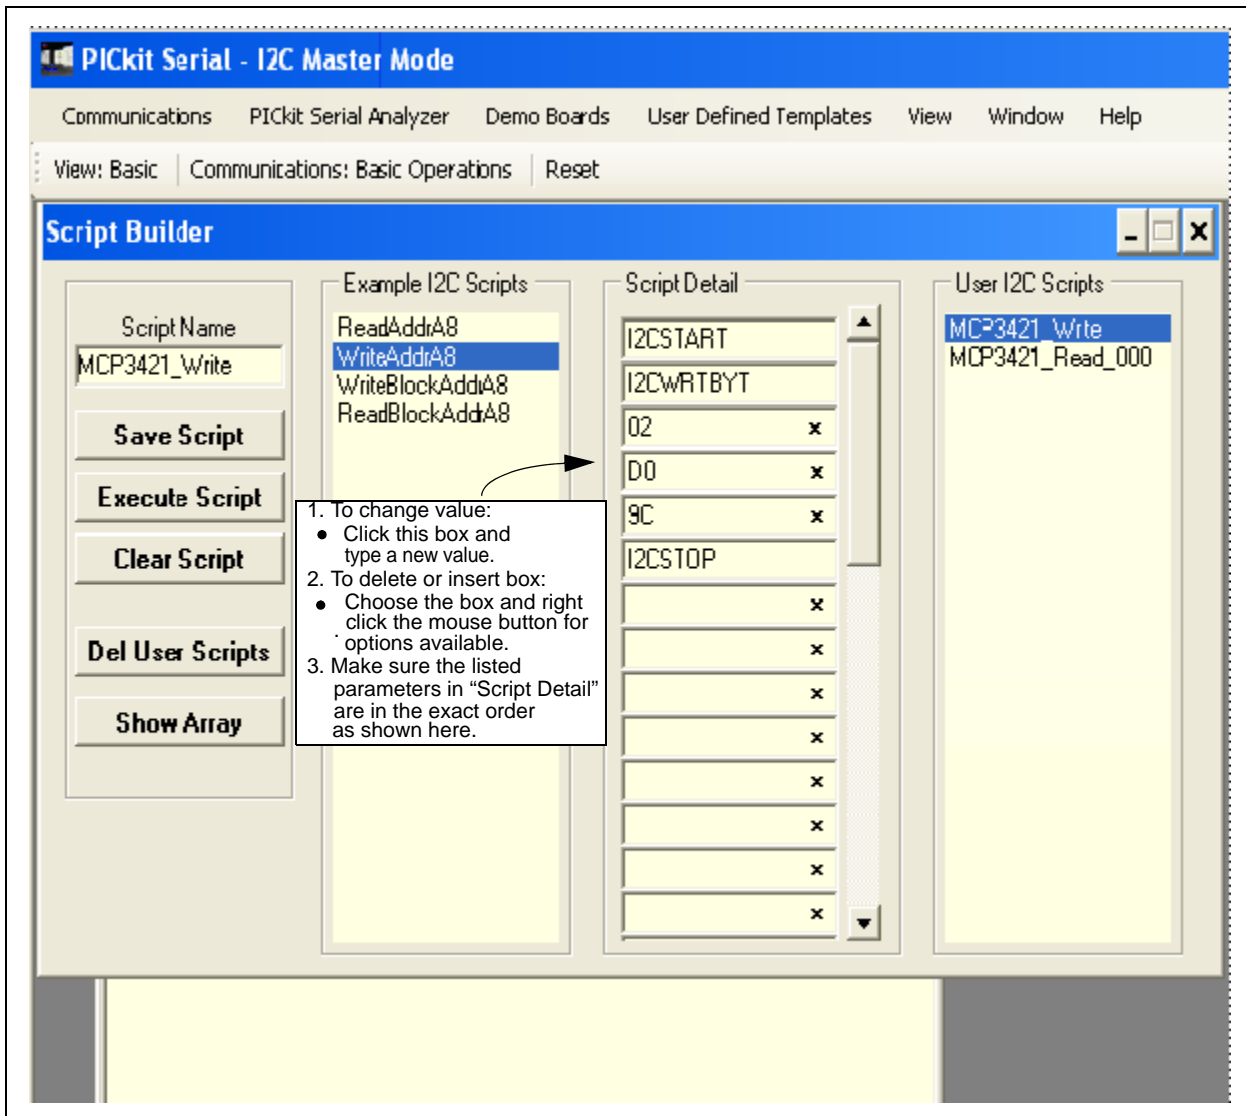 PICkit Serial - I2C Master Mode
Communications PICkit Serial Analyzer Demo Boards User Defined Templates View Window Help
View: Basic Communications: Basic Operations Reset
Script Builder
Script Name
MCP3421_Write
Save Script
Execute Script
Clear Script
Del User Scripts
Show Array
Example I2C Scripts
ReadAddrA8
WriteAddrA8
WriteBlockAddrA8
ReadBlockAddrA8
1. To change value:
• Click this box and
type a new value.
2. To delete or insert box:
• Choose the box and right
click the mouse button for
options available.
3. Make sure the listed
parameters in “Script Detail”
are in the exact order
as shown here.
Script Detail
I2CSTART
I2CWRTBYT
02 x
D0 x
9C x
I2CSTOP
x
x
x
x
x
x
x
x
User I2C Scripts
MCP3421_Write
MCP3421_Read_000